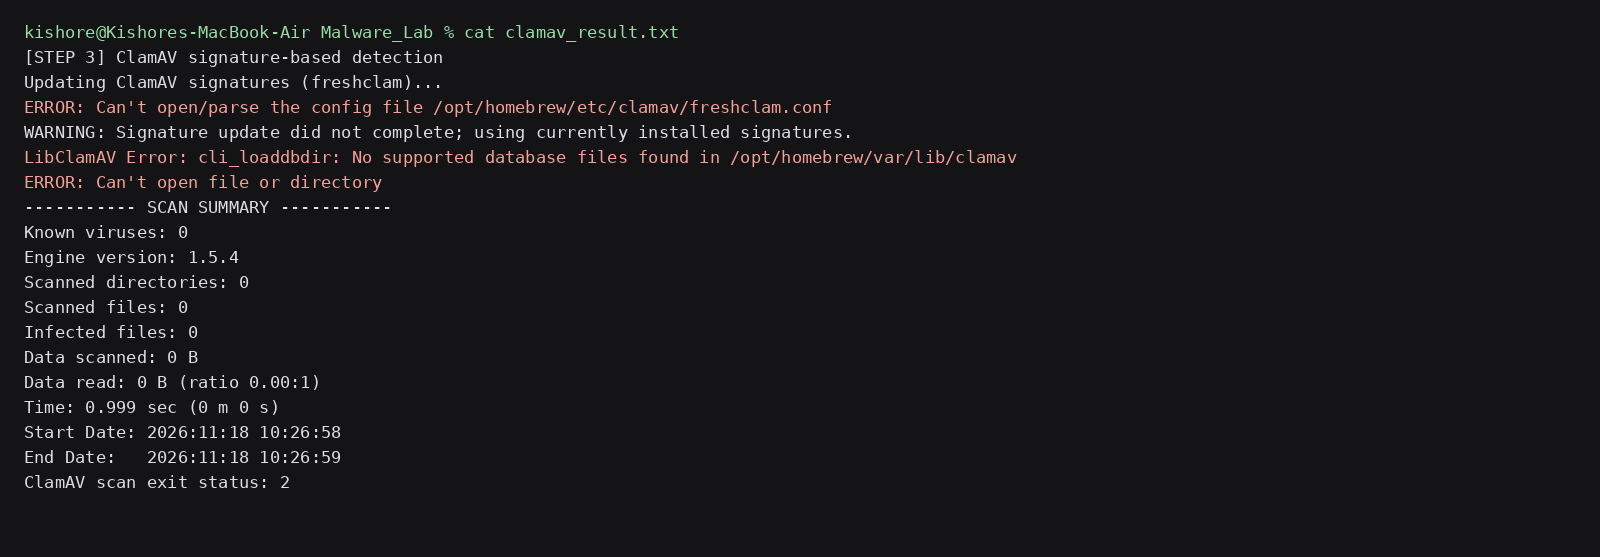 kishore@Kishores-MacBook-Air Malware_Lab % cat clamav_result.txt
[STEP 3] ClamAV signature-based detection
Updating ClamAV signatures (freshclam)...
ERROR: Can't open/parse the config file /opt/homebrew/etc/clamav/freshclam.conf
WARNING: Signature update did not complete; using currently installed signatures.
LibClamAV Error: cli_loaddbdir: No supported database files found in /opt/homebrew/var/lib/clamav
ERROR: Can't open file or directory
----------- SCAN SUMMARY -----------
Known viruses: 0
Engine version: 1.5.4
Scanned directories: 0
Scanned files: 0
Infected files: 0
Data scanned: 0 B
Data read: 0 B (ratio 0.00:1)
Time: 0.999 sec (0 m 0 s)
Start Date: 2026:11:18 10:26:58
End Date:   2026:11:18 10:26:59
ClamAV scan exit status: 2